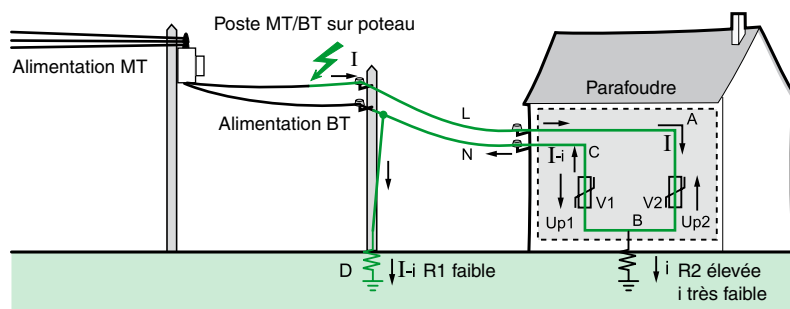 Poste MT/BT sur poteau
Alimentation MT
I
Parafoudre
Alimentation BT
L
N
A
I
I-i
C
V1
V2
Up1
B
Up2
D
I-i R1 faible
i
R2 élevée
i très faible